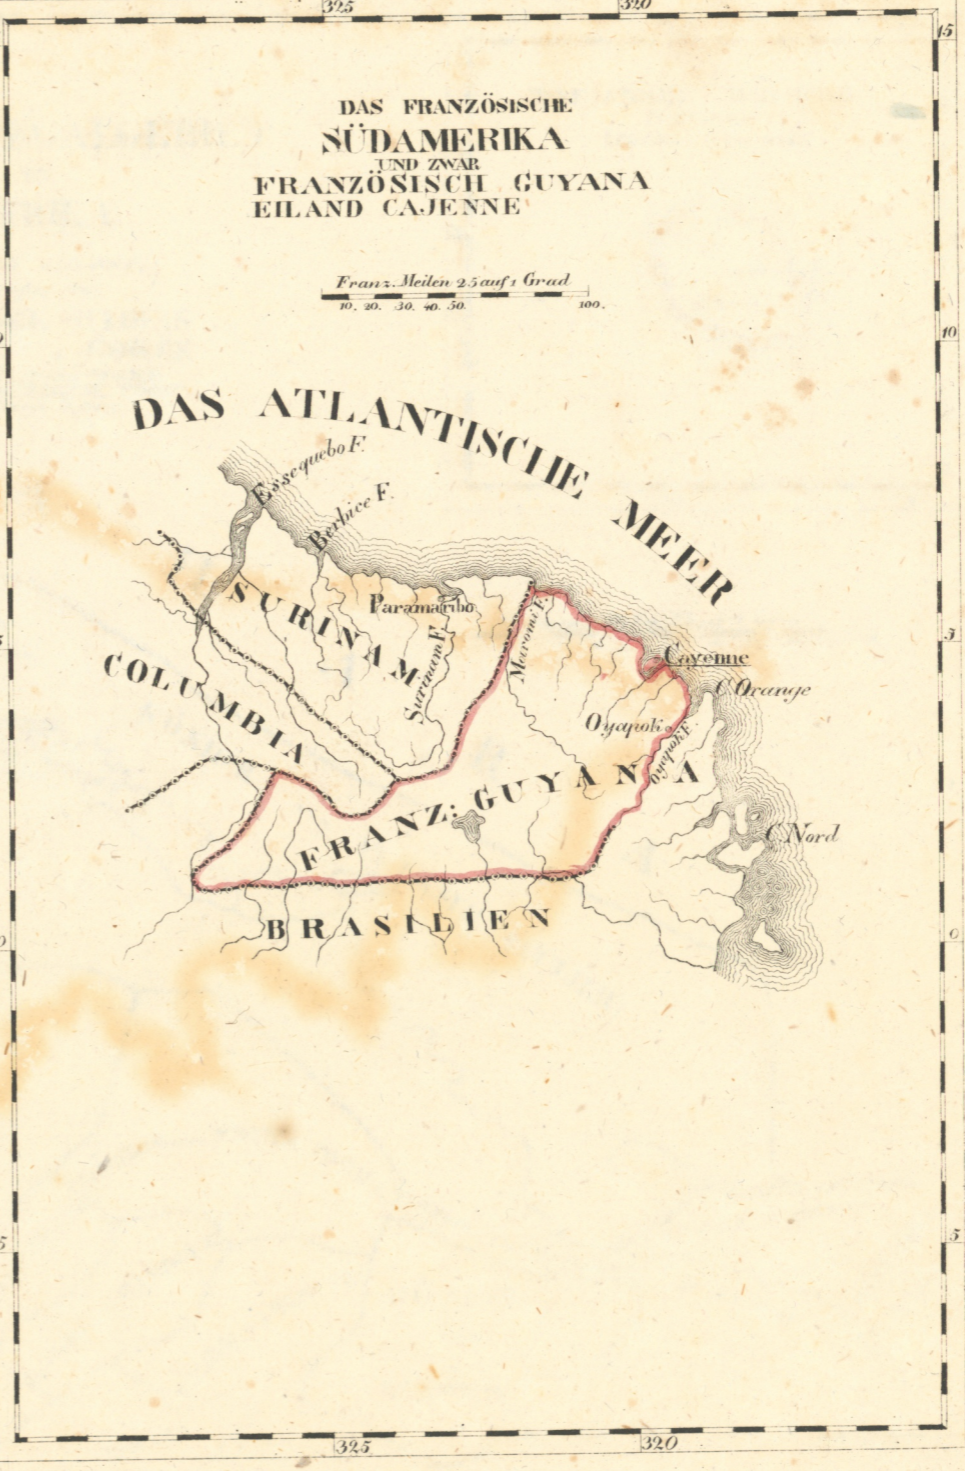 325
320
15
DAS FRANZÖSISCHE
SÜDAMERIKA
UND ZWAR
FRANZÖSISCH GUYANA
EILAND CAJENNE
Franz. Meilen 25 auf 1 Grad
10. 20. 30. 40. 50. 100.
10
DAS ATLANTISCHE MEER
Essequebo F.
Berbice F.
SURINAM
Paramaribo
Surinam F.
Maromi F.
5
COLUMBIA
Cayenne
C Orange
Oyapok
Oyapok F.
FRANZ: GUYANA
C Nord
BRASILIEN
0
5
325
320